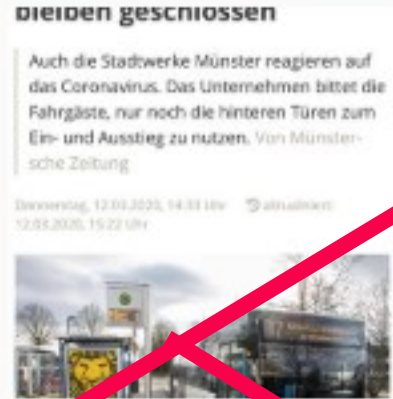 bleiben geschlossen
Auch die Stadtwerke Münster reagieren auf
das Coronavirus. Das Unternehmen bittet die
Fahrgäste, nur noch die hinteren Türen zum
Ein- und Ausstieg zu nutzen. Von Münster-
sche Zeitung
Donnerstag, 12.03.2020, 14:33 Uhr aktualisiert:
12.03.2020, 15:22 Uhr